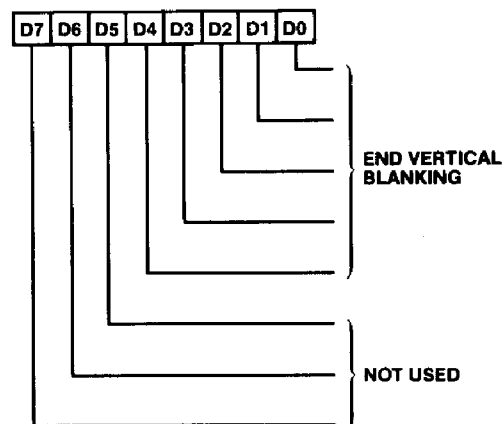 D7 D6 D5 D4 D3 D2 D1 D0
END VERTICAL
BLANKING
NOT USED